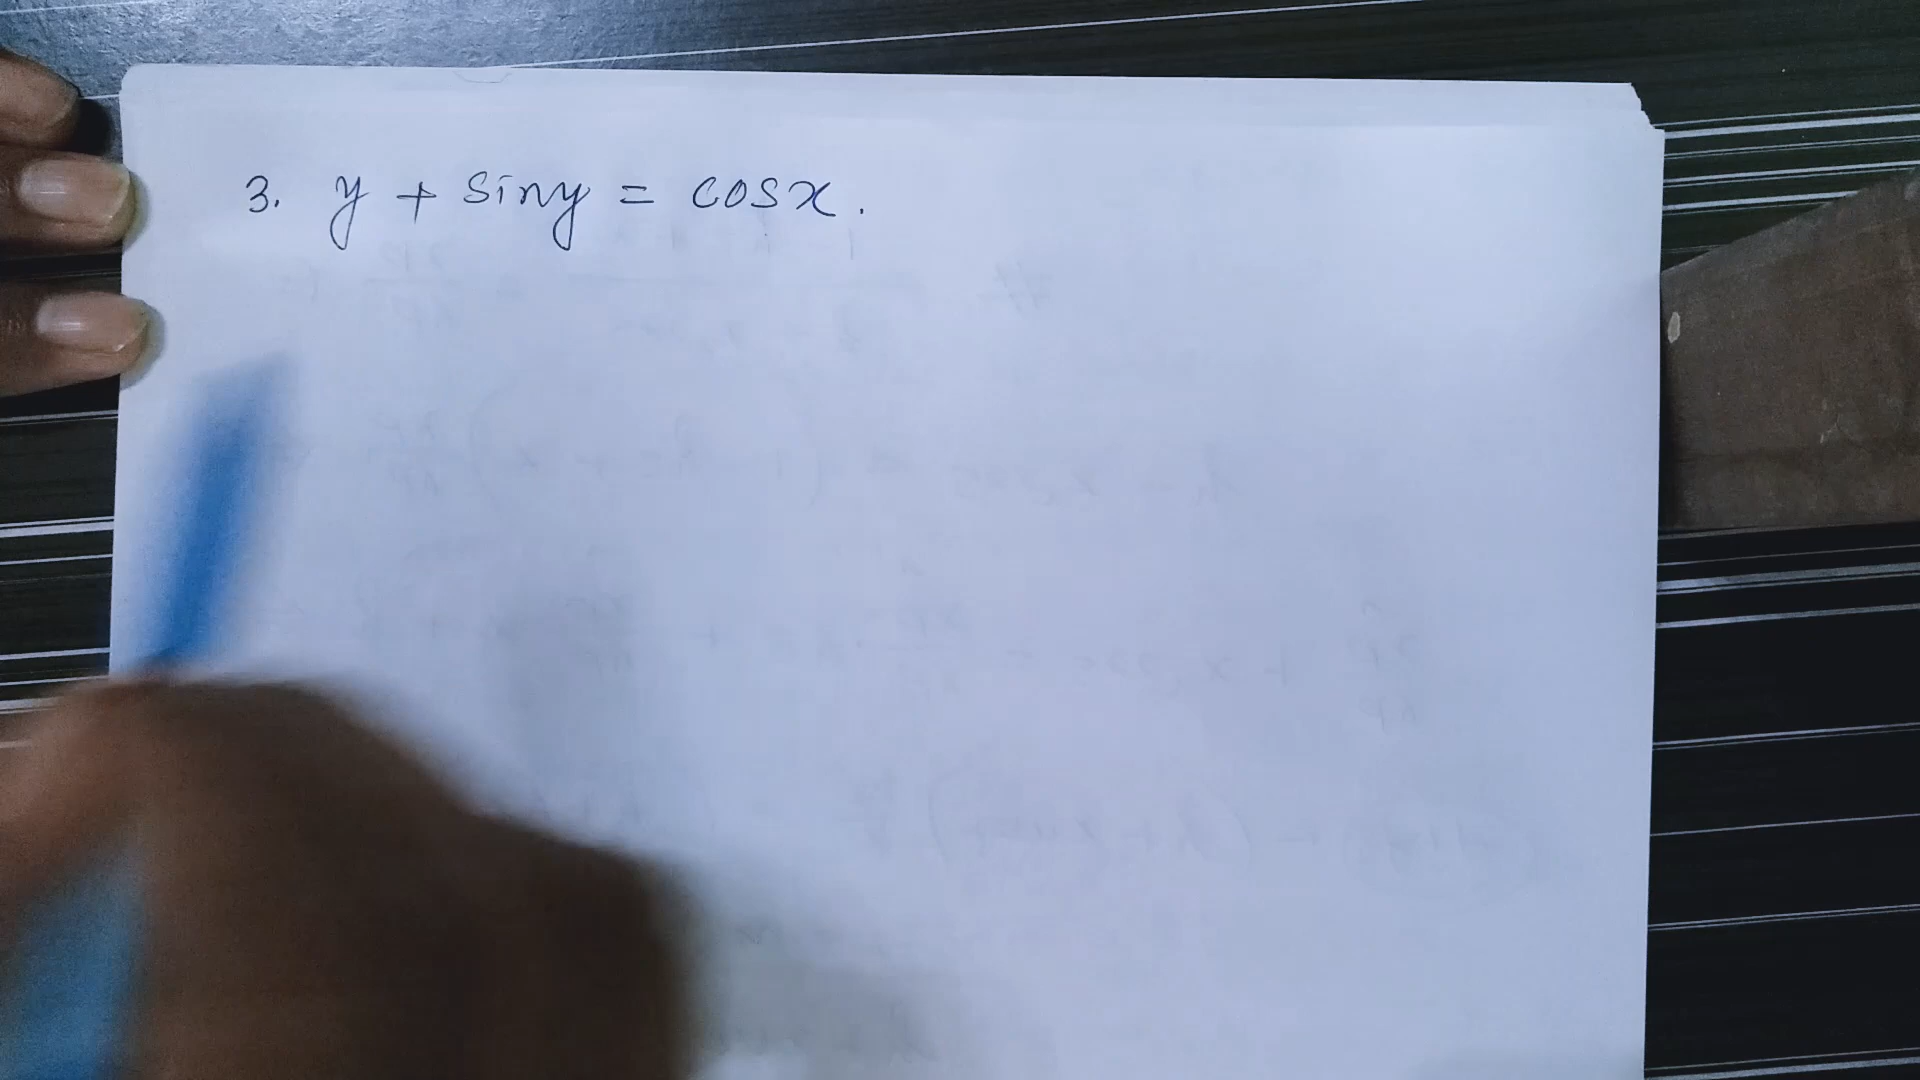 3. y + siny = cosx.